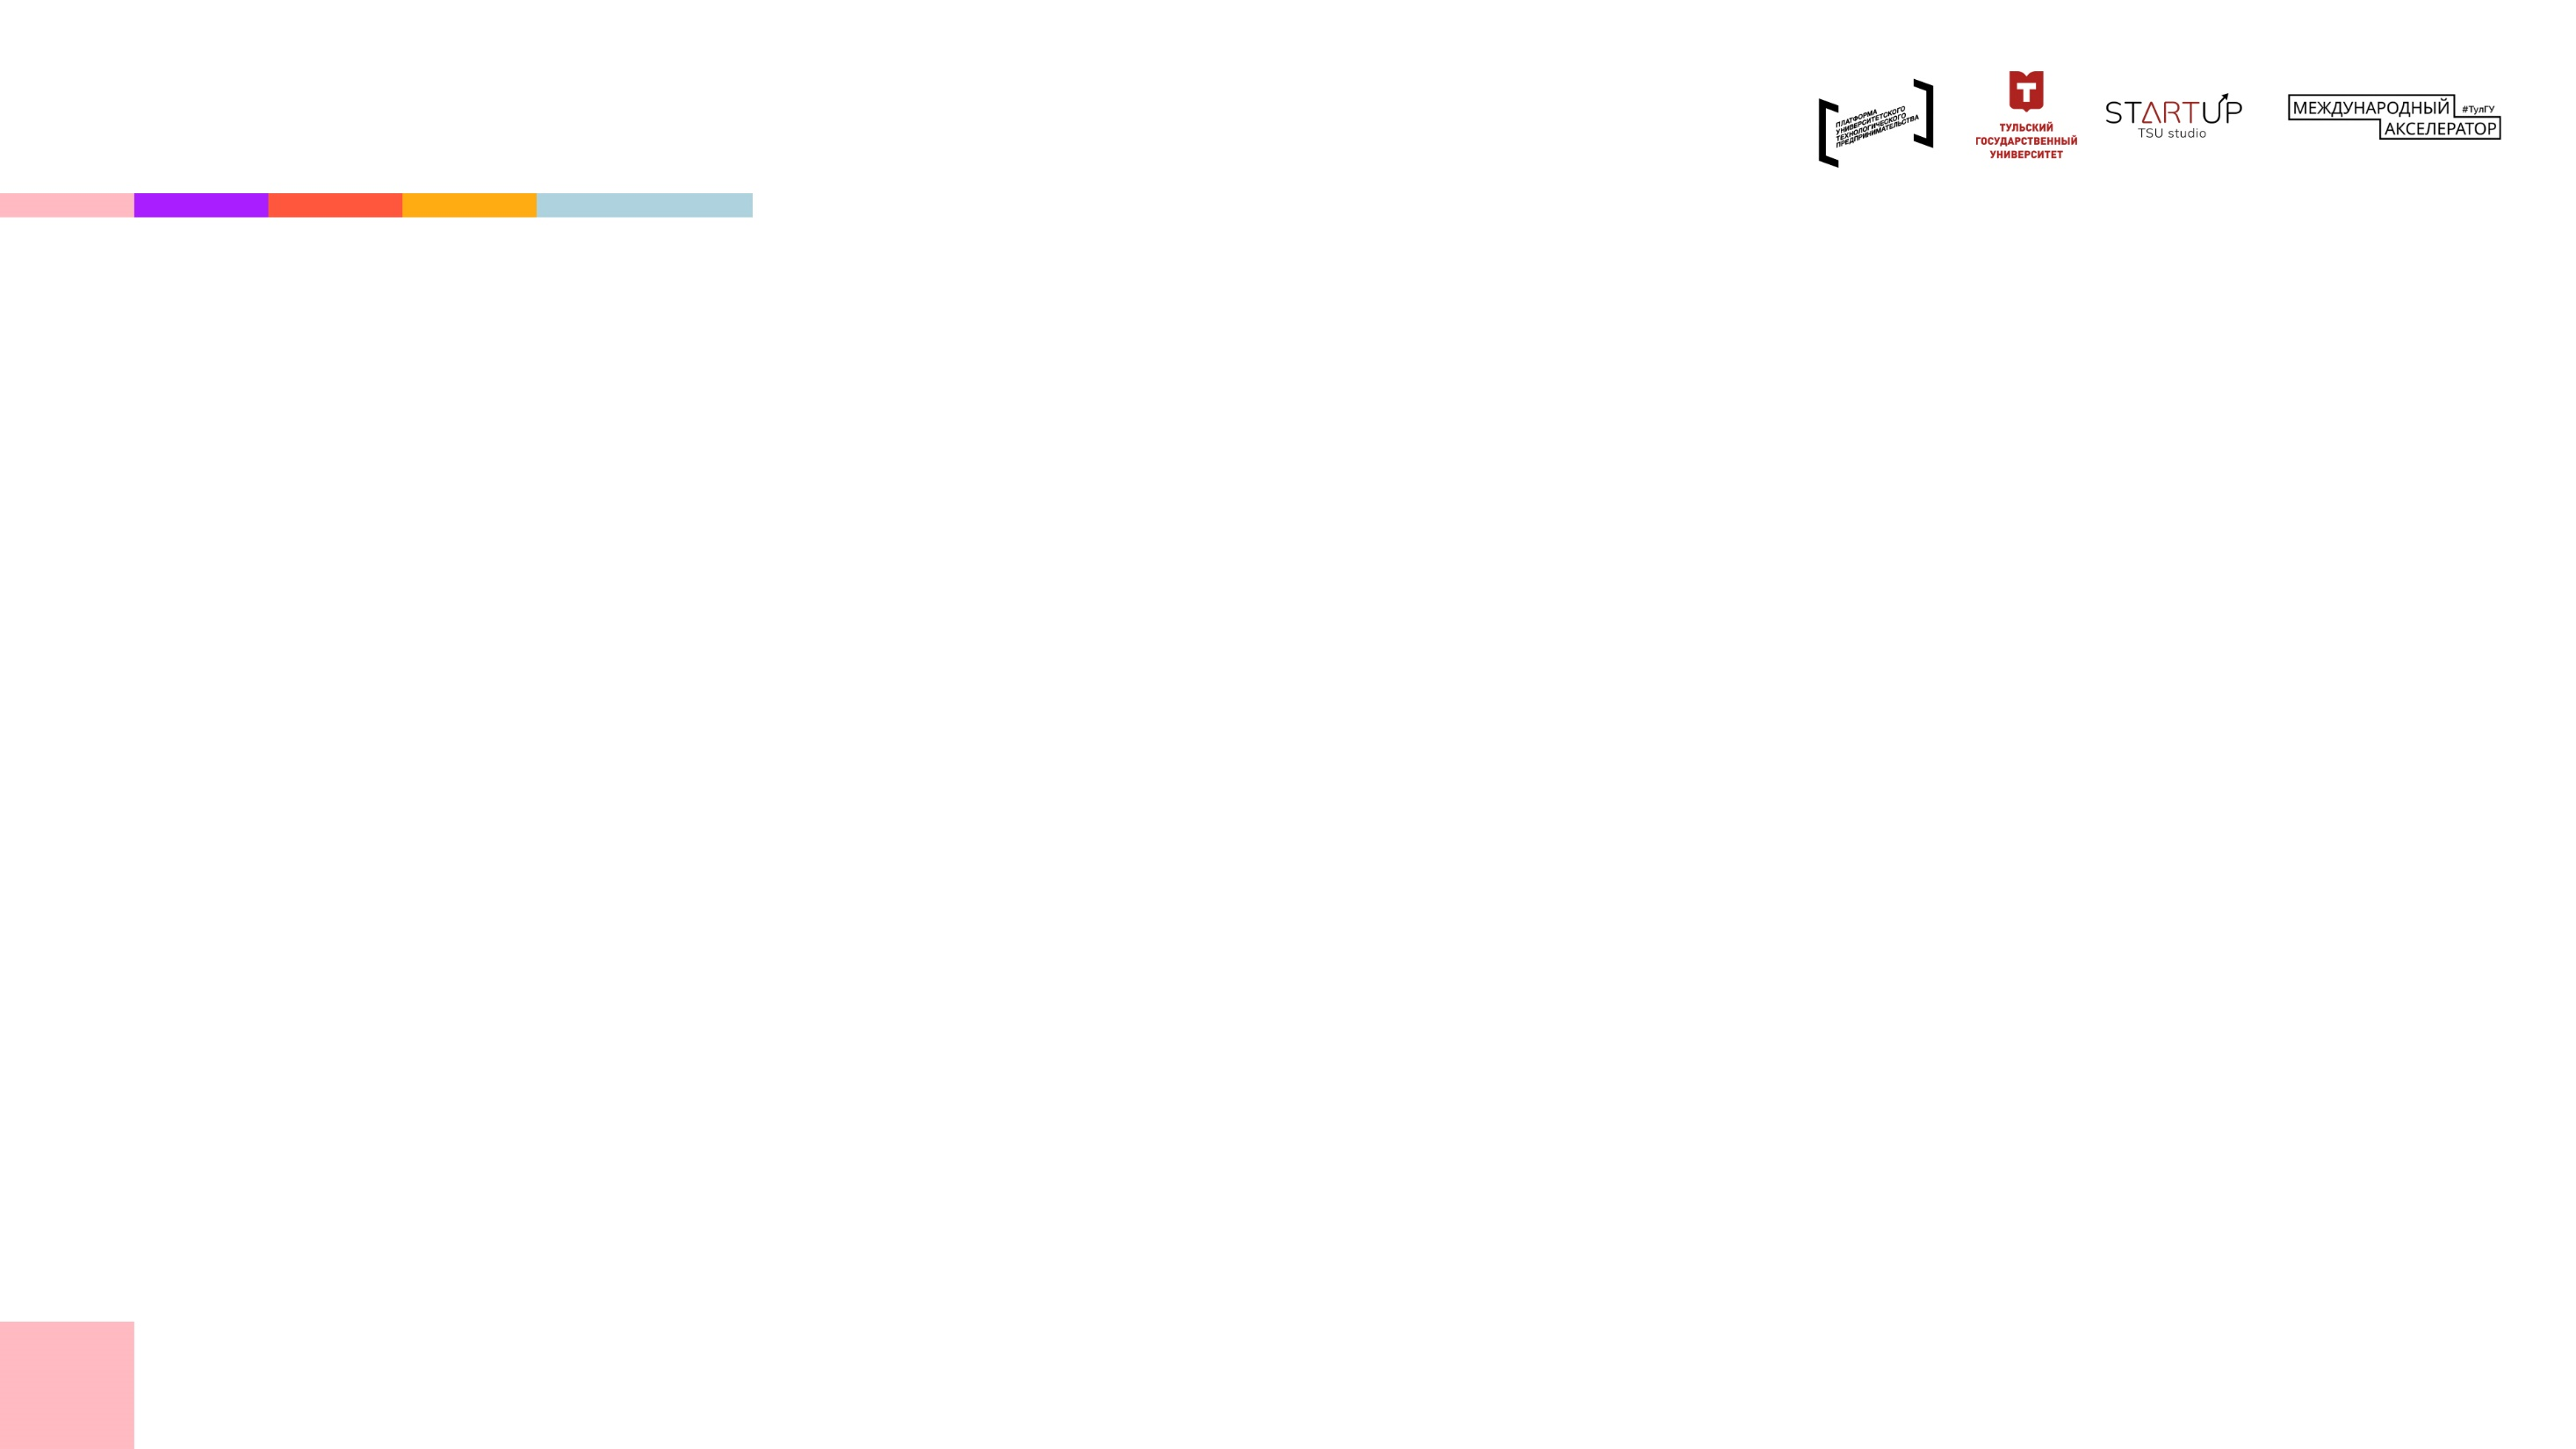 ПЛАТФОРМА
УНИВЕРСИТЕТСКОГО
ТЕХНОЛОГИЧЕСКОГО
ПРЕДПРИНИМАТЕЛЬСТВА
ТУЛЬСКИЙ
ГОСУДАРСТВЕННЫЙ
УНИВЕРСИТЕТ
STARTUP
TSU studio
МЕЖДУНАРОДНЫЙ #ТулГУ
АКСЕЛЕРАТОР